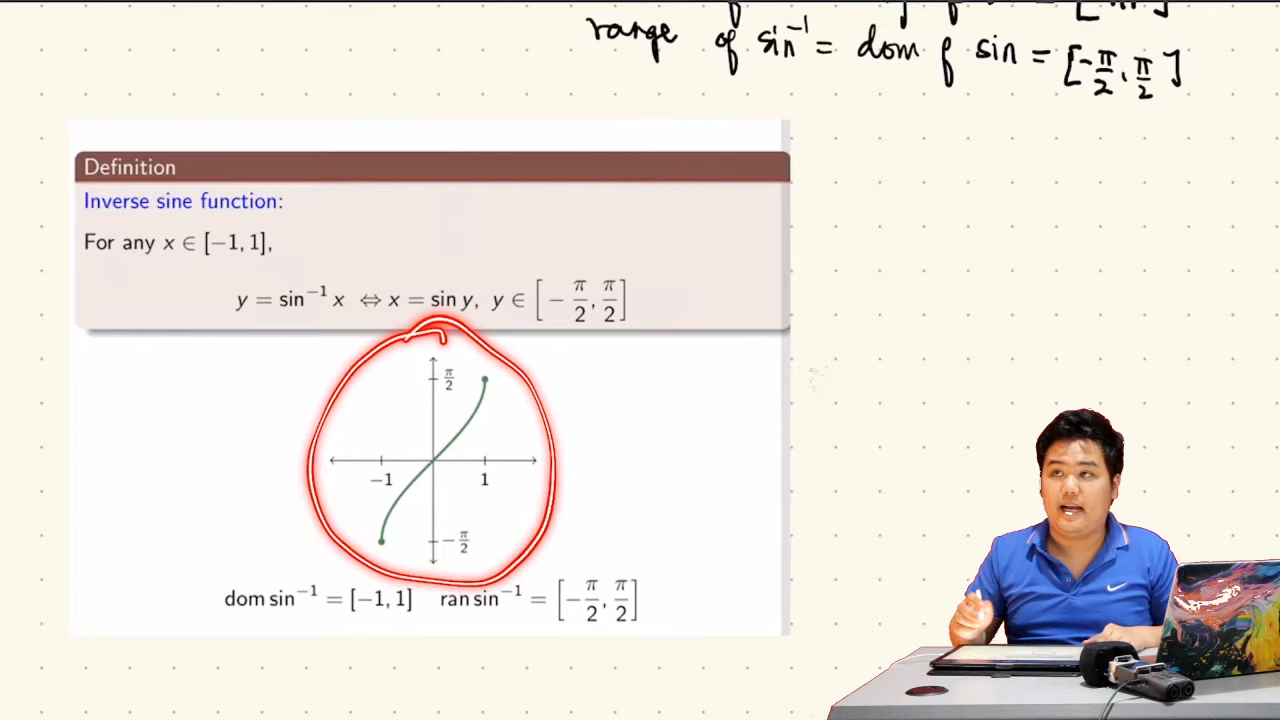 range of sin⁻¹ = dom of sin = [-π/2, π/2]
Definition
Inverse sine function:
For any x ∈ [−1, 1],
y = sin⁻¹ x ⇔ x = sin y, y ∈ [− π/2, π/2]
π/2
−1 1
− π/2
dom sin⁻¹ = [−1, 1] ran sin⁻¹ = [− π/2, π/2]